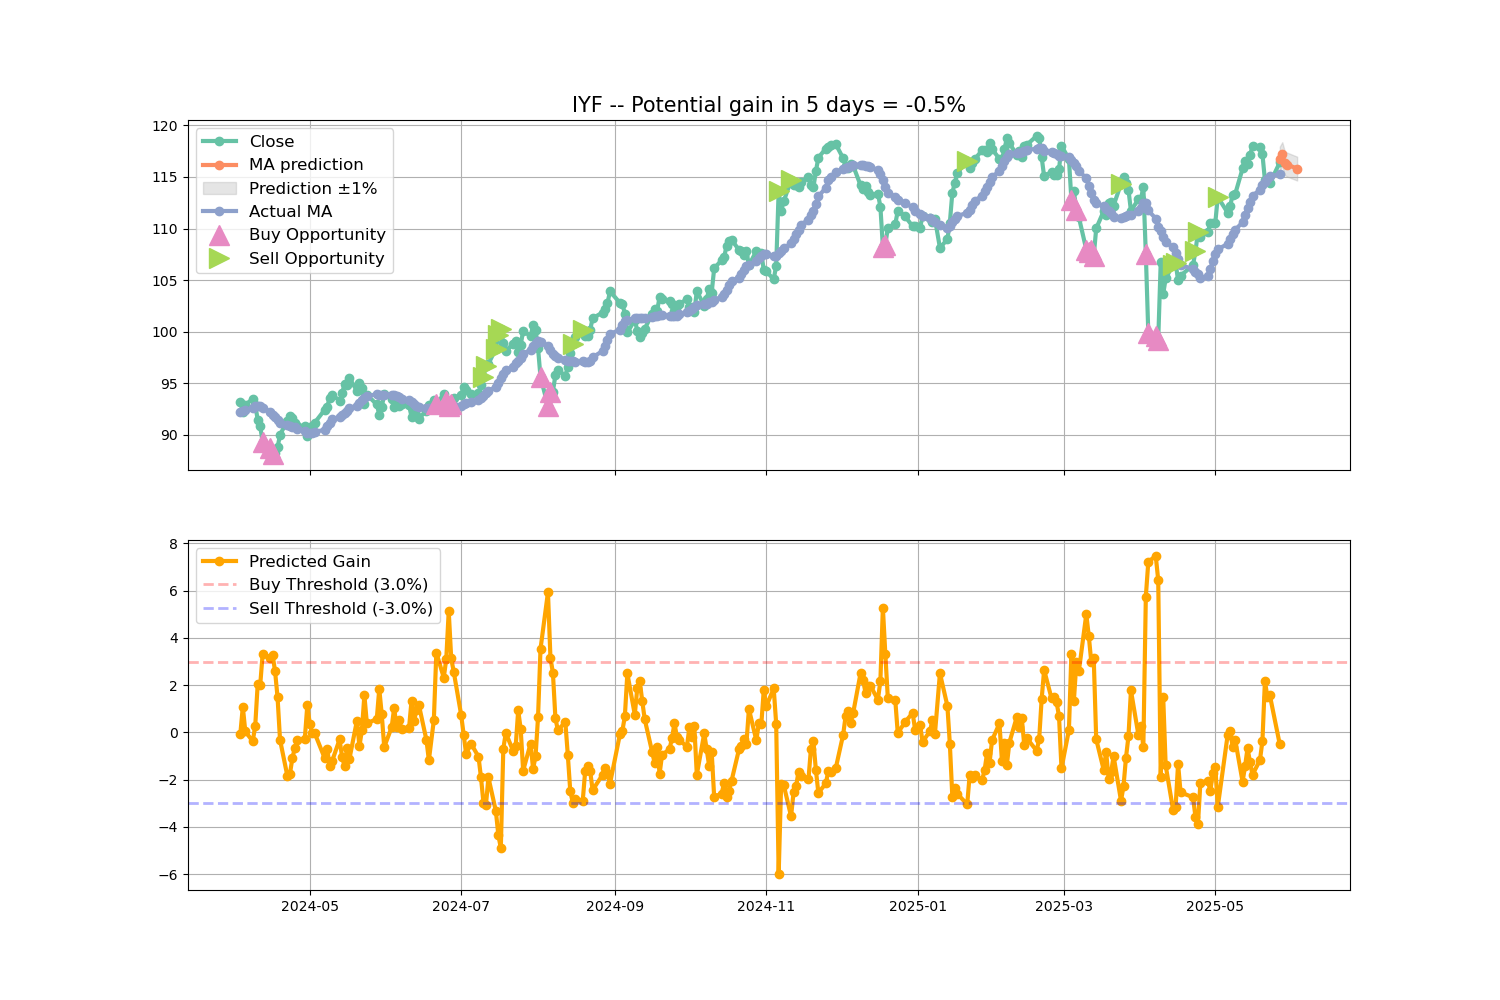 IYF -- Potential gain in 5 days = -0.5%
120
115
110
105
100
95
90
Close
MA prediction
Prediction ±1%
Actual MA
Buy Opportunity
Sell Opportunity
8
6
4
2
0
−2
−4
−6
Predicted Gain
Buy Threshold (3.0%)
Sell Threshold (-3.0%)
2024-05
2024-07
2024-09
2024-11
2025-01
2025-03
2025-05